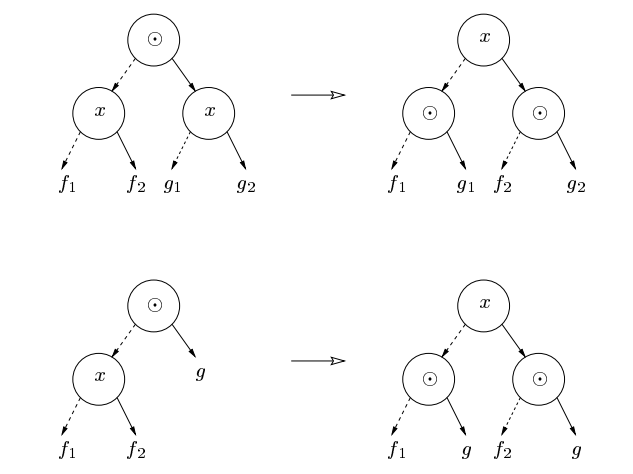 ⊙ x
x x ⊙ ⊙
f₁ f₂ g₁ g₂ f₁ g₁ f₂ g₂
⊙ x
x g ⊙ ⊙
f₁ f₂ f₁ g f₂ g